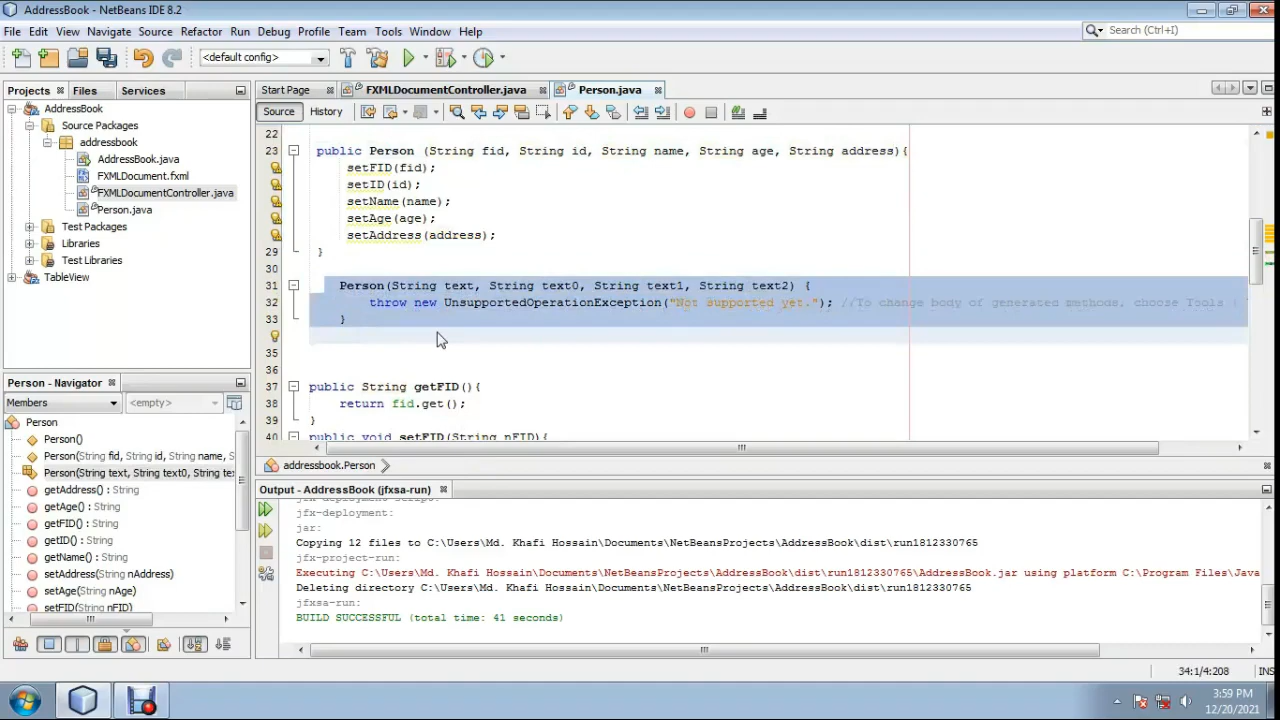 AddressBook - NetBeans IDE 8.2
File Edit View Navigate Source Refactor Run Debug Profile Team Tools Window Help
Search (Ctrl+I)
<default config>
Projects Files Services
AddressBook
Source Packages
addressbook
AddressBook.java
FXMLDocument.fxml
FXMLDocumentController.java
Person.java
Test Packages
Libraries
Test Libraries
TableView
Person - Navigator
Members <empty>
Person
Person()
Person(String fid, String id, String name, S
Person(String text, String text0, String tex
getAddress() : String
getAge() : String
getFID() : String
getID() : String
getName() : String
setAddress(String nAddress)
setAge(String nAge)
setFID(String nFID)
Start Page FXMLDocumentController.java Person.java
Source History
22
23 public Person (String fid, String id, String name, String age, String address){
setFID(fid);
setID(id);
setName(name);
setAge(age);
setAddress(address);
29 }
30
31 Person(String text, String text0, String text1, String text2) {
32 throw new UnsupportedOperationException("Not supported yet."); //To change body of generated methods, choose Tools |
33 }
35
36
37 public String getFID(){
38 return fid.get();
39 }
40 public void setFID(String nFID){
addressbook.Person
Output - AddressBook (jfxsa-run)
jfx-deployment-script:
jfx-deployment:
jar:
Copying 12 files to C:\Users\Md. Khafi Hossain\Documents\NetBeansProjects\AddressBook\dist\run1812330765
jfx-project-run:
Executing C:\Users\Md. Khafi Hossain\Documents\NetBeansProjects\AddressBook\dist\run1812330765\AddressBook.jar using platform C:\Program Files\Java
Deleting directory C:\Users\Md. Khafi Hossain\Documents\NetBeansProjects\AddressBook\dist\run1812330765
jfxsa-run:
BUILD SUCCESSFUL (total time: 41 seconds)
34:1/4:208 INS
3:59 PM
12/20/2021